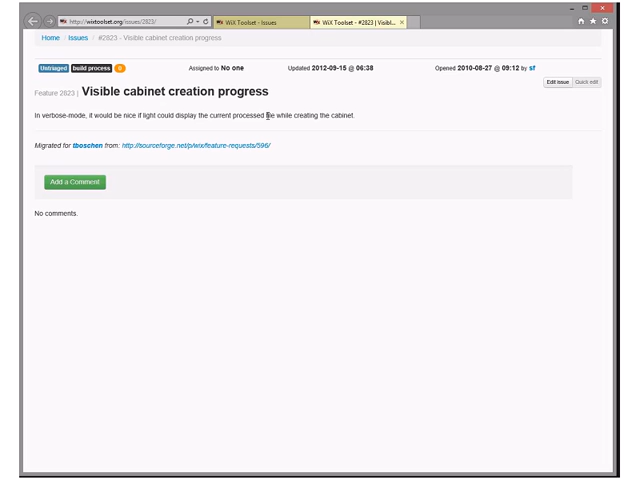 http://wixtoolset.org/issues/2823/
WiX Toolset - Issues
WiX Toolset - #2823 | Visibl...
Home / Issues / #2823 - Visible cabinet creation progress
Untriaged build process 0 Assigned to No one Updated 2012-09-15 @ 06:38 Opened 2010-08-27 @ 09:12 by sf
Edit issue Quick edit
Feature 2823 | Visible cabinet creation progress
In verbose-mode, it would be nice if light could display the current processed file while creating the cabinet.
Migrated for tboschen from: http://sourceforge.net/p/wix/feature-requests/596/
Add a Comment
No comments.